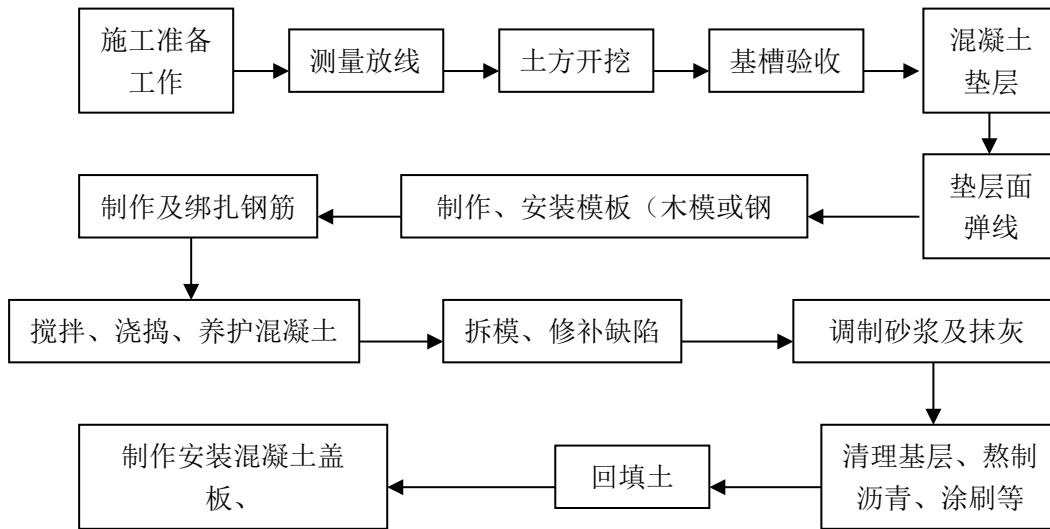 施工准备
工作
测量放线
土方开挖
基槽验收
混凝土
垫层
垫层面
弹线
制作、安装模板（木模或钢
制作及绑扎钢筋
搅拌、浇捣、养护混凝土
拆模、修补缺陷
调制砂浆及抹灰
清理基层、熬制
沥青、涂刷等
回填土
制作安装混凝土盖
板、